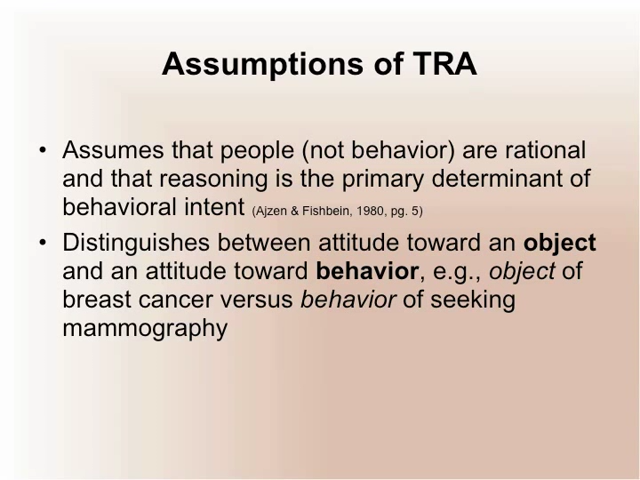 Assumptions of TRA
• Assumes that people (not behavior) are rational
and that reasoning is the primary determinant of
behavioral intent (Ajzen & Fishbein, 1980, pg. 5)
• Distinguishes between attitude toward an object
and an attitude toward behavior, e.g., object of
breast cancer versus behavior of seeking
mammography